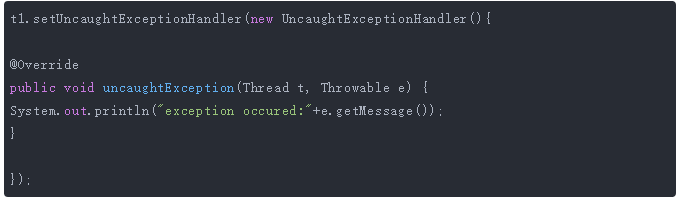 t1.setUncaughtExceptionHandler(new UncaughtExceptionHandler(){
@Override
public void uncaughtException(Thread t, Throwable e) {
System.out.println("exception occured:"+e.getMessage());
}
});